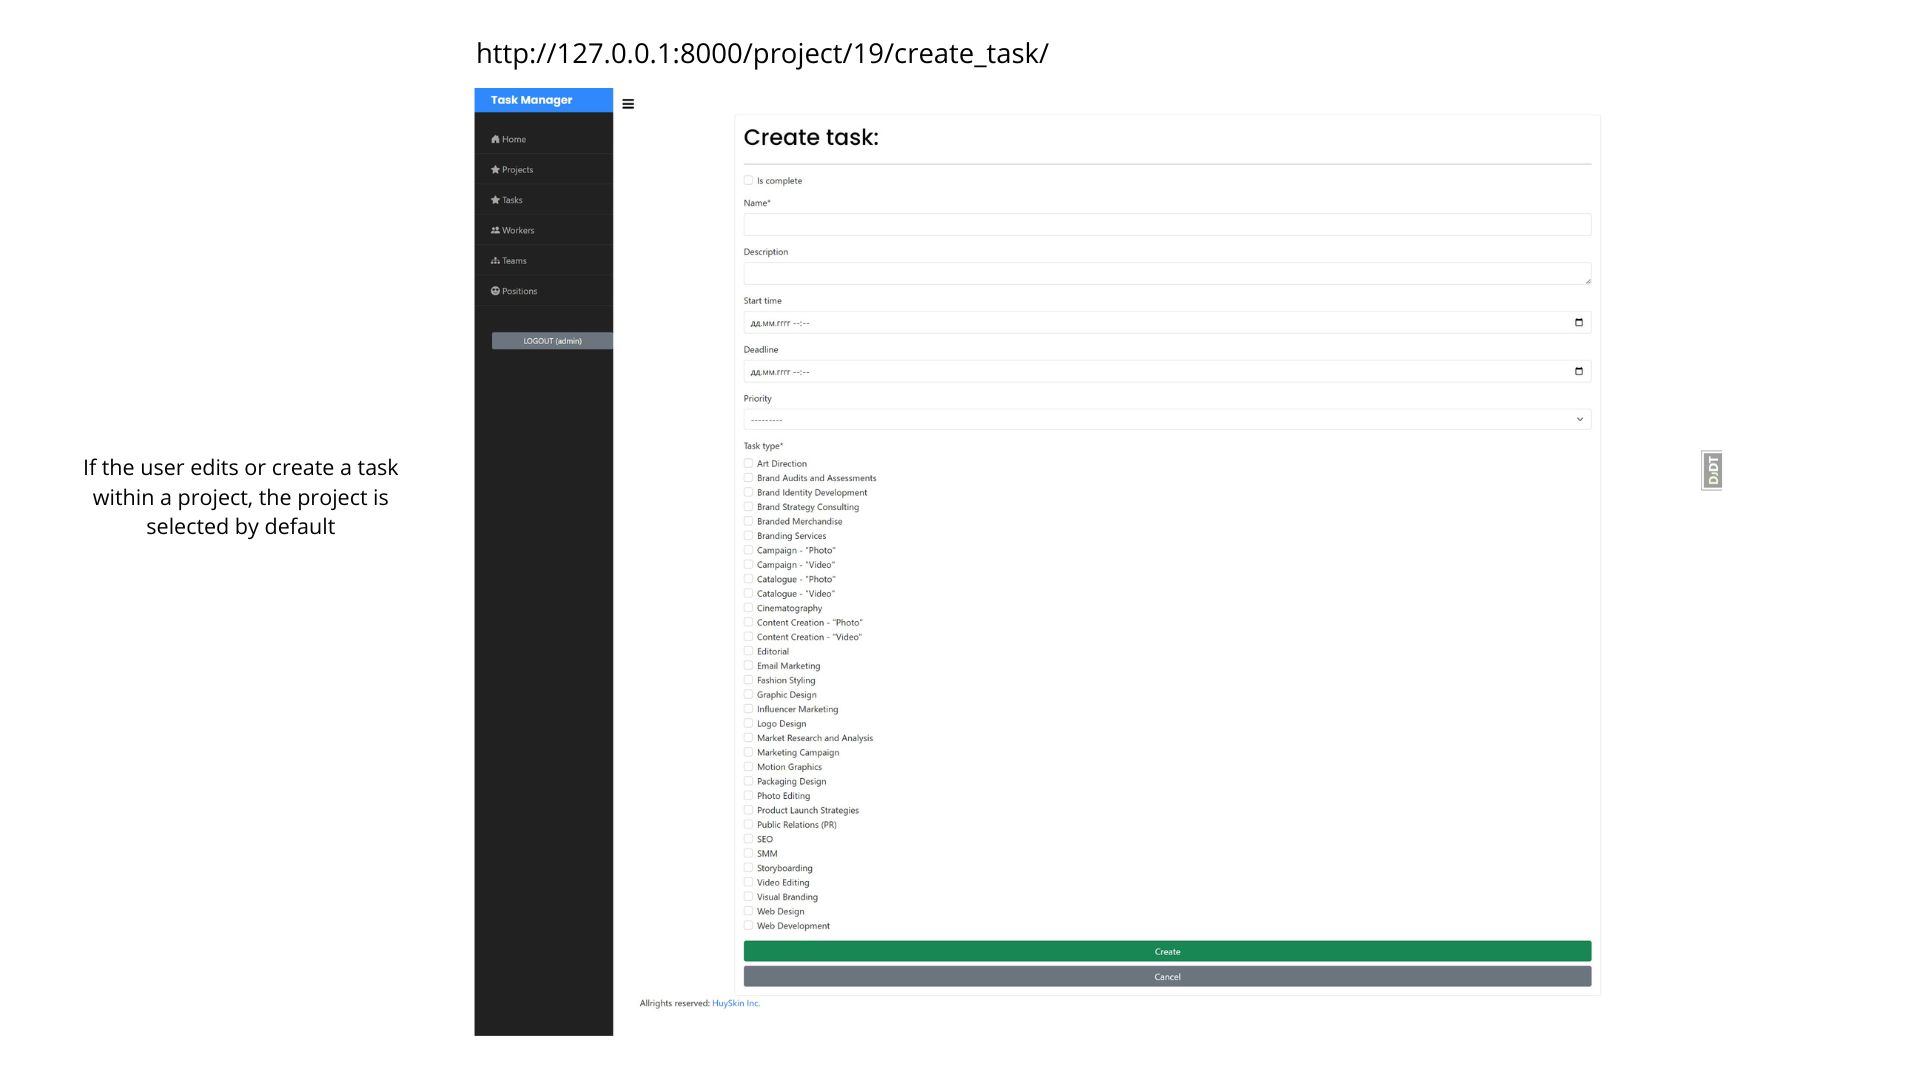 http://127.0.0.1:8000/project/19/create_task/
Task Manager
Home
Projects
Tasks
Workers
Teams
Positions
LOGOUT (admin)
If the user edits or create a task
within a project, the project is
selected by default
Create task:
Is complete
Name*
Description
Start time
дд.мм.гггг --:--
Deadline
дд.мм.гггг --:--
Priority
---------
Task type*
Art Direction
Brand Audits and Assessments
Brand Identity Development
Brand Strategy Consulting
Branded Merchandise
Branding Services
Campaign - "Photo"
Campaign - "Video"
Catalogue - "Photo"
Catalogue - "Video"
Cinematography
Content Creation - "Photo"
Content Creation - "Video"
Editorial
Email Marketing
Fashion Styling
Graphic Design
Influencer Marketing
Logo Design
Market Research and Analysis
Marketing Campaign
Motion Graphics
Packaging Design
Photo Editing
Product Launch Strategies
Public Relations (PR)
SEO
SMM
Storyboarding
Video Editing
Visual Branding
Web Design
Web Development
Create
Cancel
Allrights reserved: HuySkin Inc.
DJDT